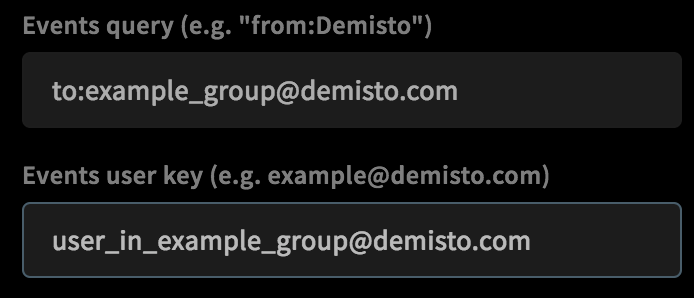 Events query (e.g. "from:Demisto")
to:example_group@demisto.com
Events user key (e.g. example@demisto.com)
user_in_example_group@demisto.com